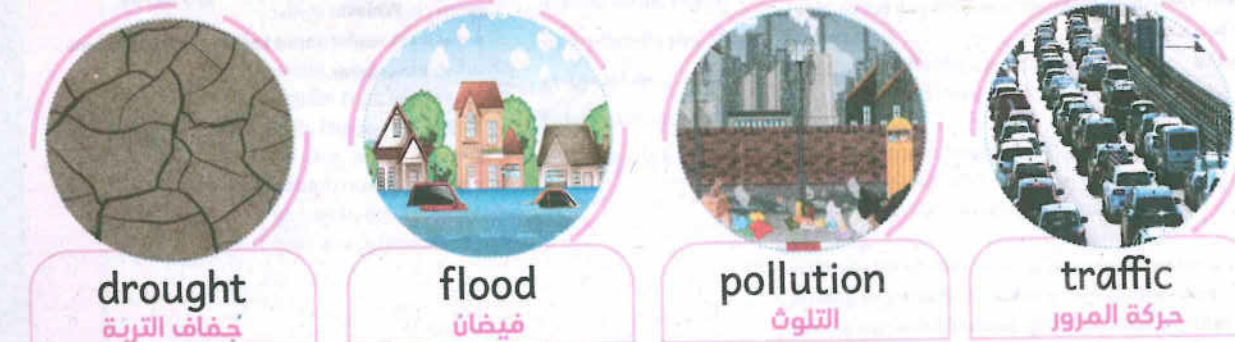 drought
جفاف التربة
flood
فيضان
pollution
التلوث
traffic
حركة المرور